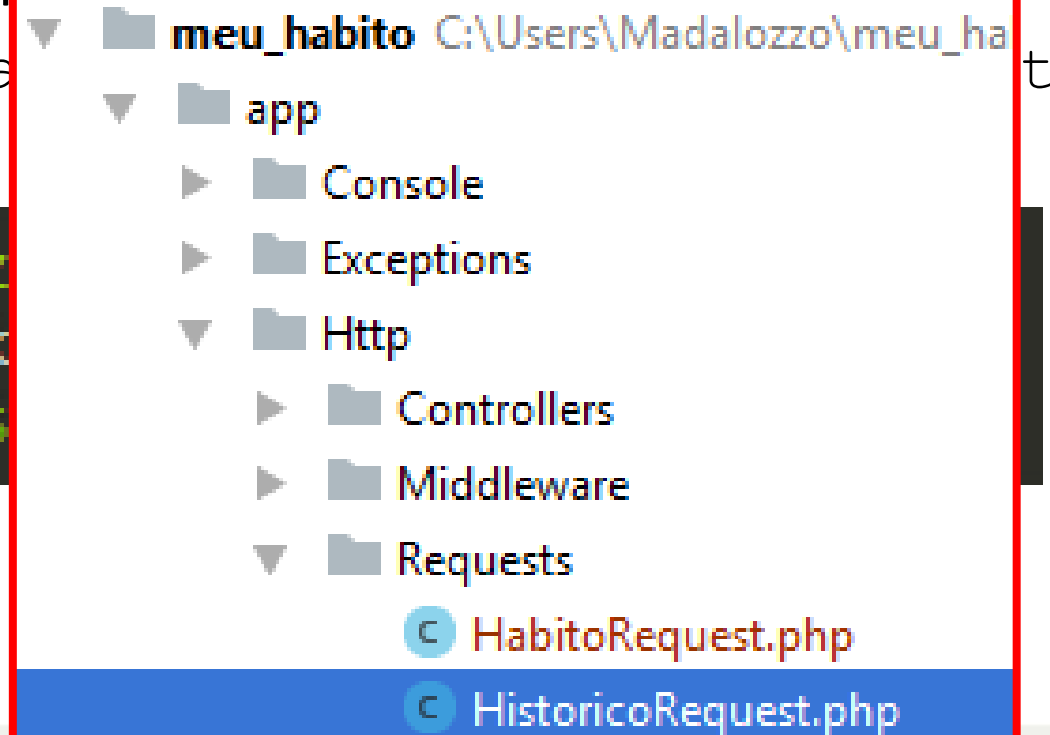 meu_habito C:\Users\Madalozzo\meu_ha
app
Console
Exceptions
Http
Controllers
Middleware
Requests
C HabitoRequest.php
C HistoricoRequest.php